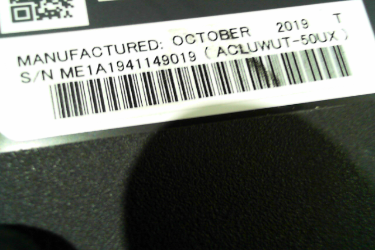 MANUFACTURED: OCTOBER 2019 T
S/N ME1A1941149019 (ACLUWUT-50UX)